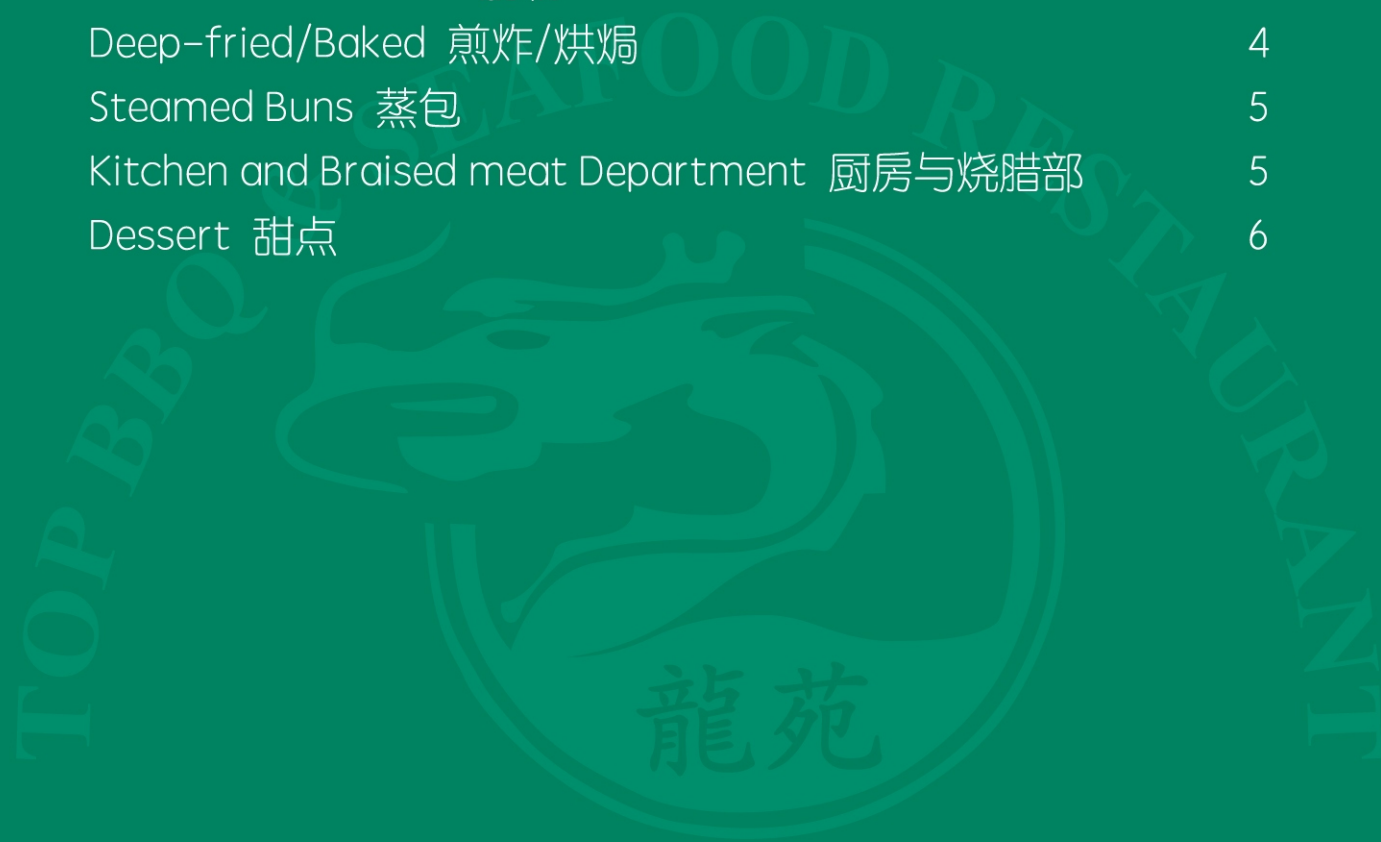 Deep-fried/Baked 煎炸/烘焗 4
Steamed Buns 蒸包 5
Kitchen and Braised meat Department 厨房与烧腊部 5
Dessert 甜点 6
TOP BBQ & SEAFOOD RESTAURANT
龍苑